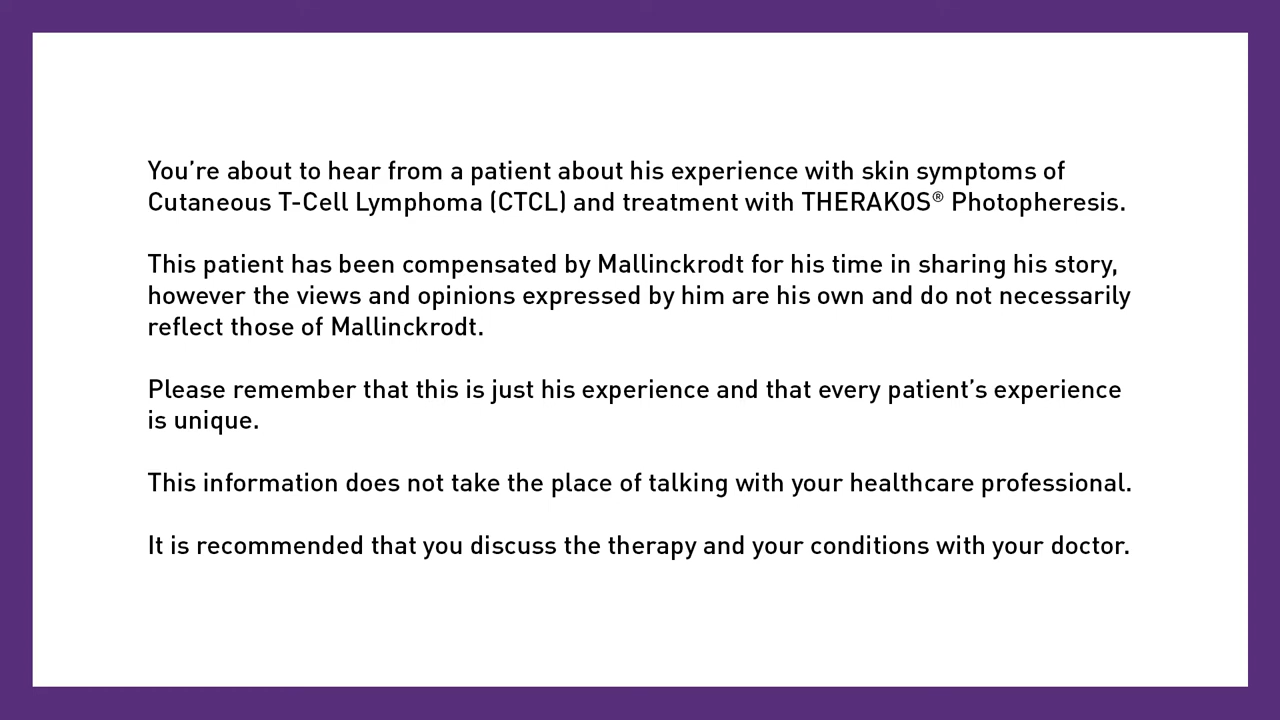 You’re about to hear from a patient about his experience with skin symptoms of
Cutaneous T-Cell Lymphoma (CTCL) and treatment with THERAKOS® Photopheresis.
This patient has been compensated by Mallinckrodt for his time in sharing his story,
however the views and opinions expressed by him are his own and do not necessarily
reflect those of Mallinckrodt.
Please remember that this is just his experience and that every patient’s experience
is unique.
This information does not take the place of talking with your healthcare professional.
It is recommended that you discuss the therapy and your conditions with your doctor.